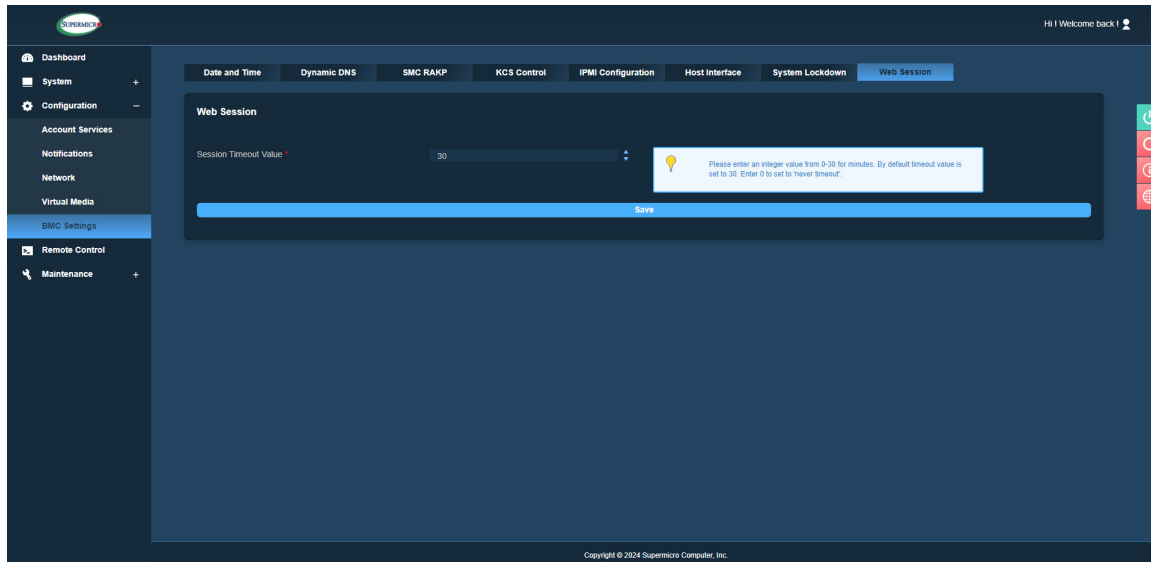 SUPERMICRO
Hi ! Welcome back !
Dashboard
System +
Configuration –
Account Services
Notifications
Network
Virtual Media
BMC Settings
Remote Control
Maintenance +
Date and Time Dynamic DNS SMC RAKP KCS Control IPMI Configuration Host Interface System Lockdown Web Session
Web Session
Session Timeout Value * 30
Please enter an integer value from 0-30 for minutes. By default timeout value is
set to 30. Enter 0 to set to 'never timeout'.
Save
Copyright © 2024 Supermicro Computer, Inc.